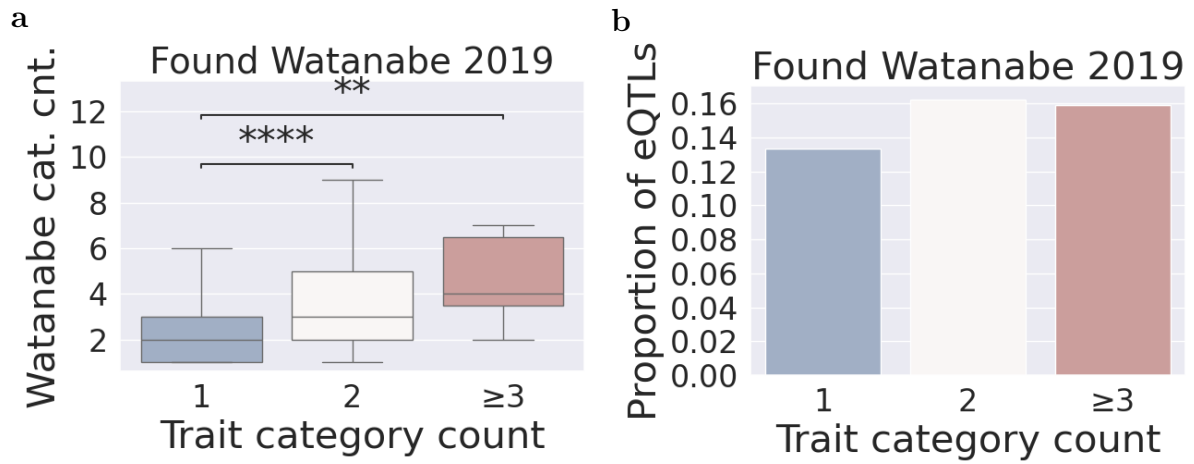 a
Found Watanabe 2019
Watanabe cat. cnt.
12
10
8
6
4
2
**
****
1 2 ≥3
Trait category count
b
Found Watanabe 2019
Proportion of eQTLs
0.16
0.14
0.12
0.10
0.08
0.06
0.04
0.02
0.00
1 2 ≥3
Trait category count